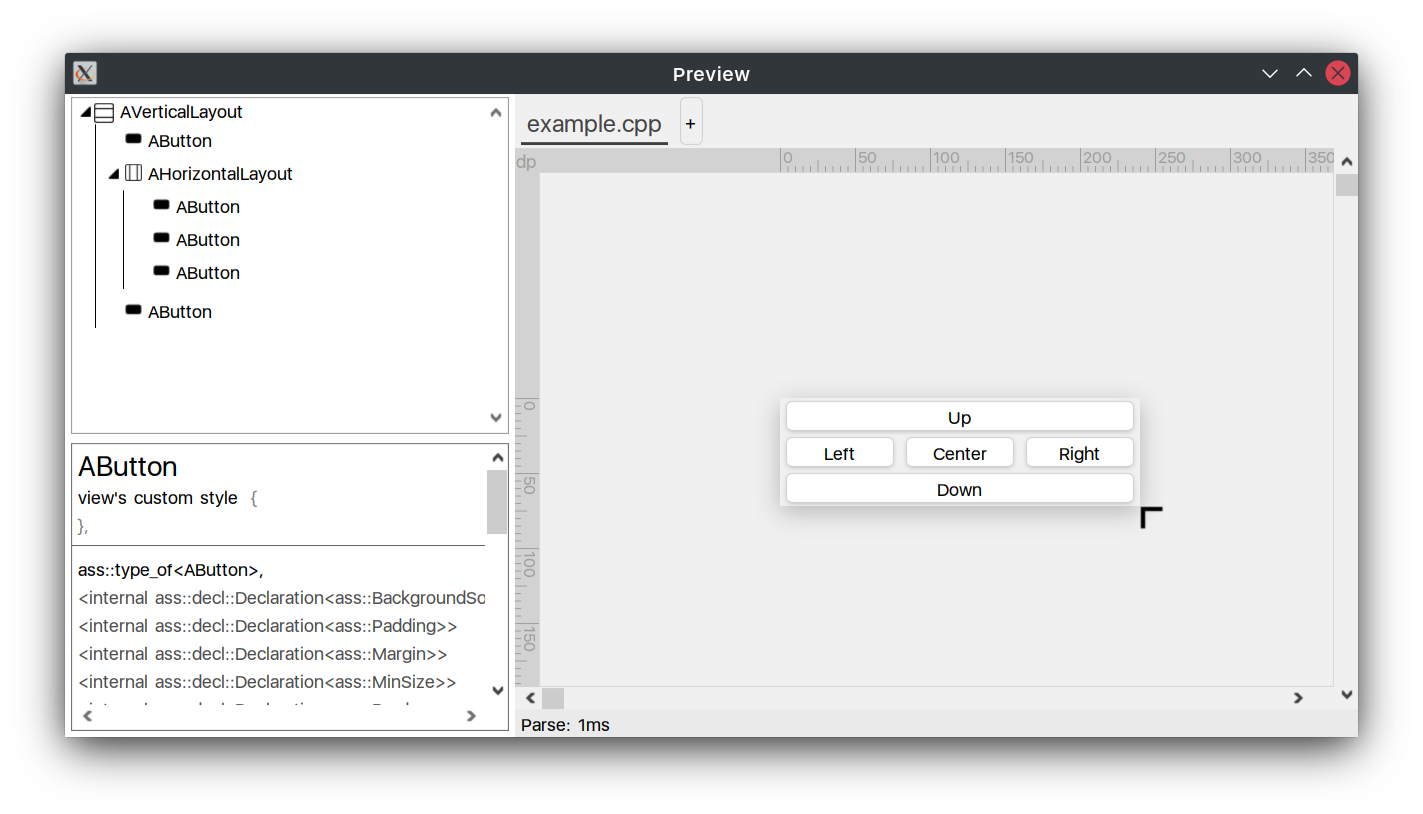 Preview
AVerticalLayout
AButton
AHorizontalLayout
AButton
AButton
AButton
AButton
AButton
view's custom style {
},
ass::type_of<AButton>,
<internal ass::decl::Declaration<ass::BackgroundSo
<internal ass::decl::Declaration<ass::Padding>>
<internal ass::decl::Declaration<ass::Margin>>
<internal ass::decl::Declaration<ass::MinSize>>
example.cpp +
dp 0 50 100 150 200 250 300 350
0
50
100
150
Up
Left Center Right
Down
Parse: 1ms